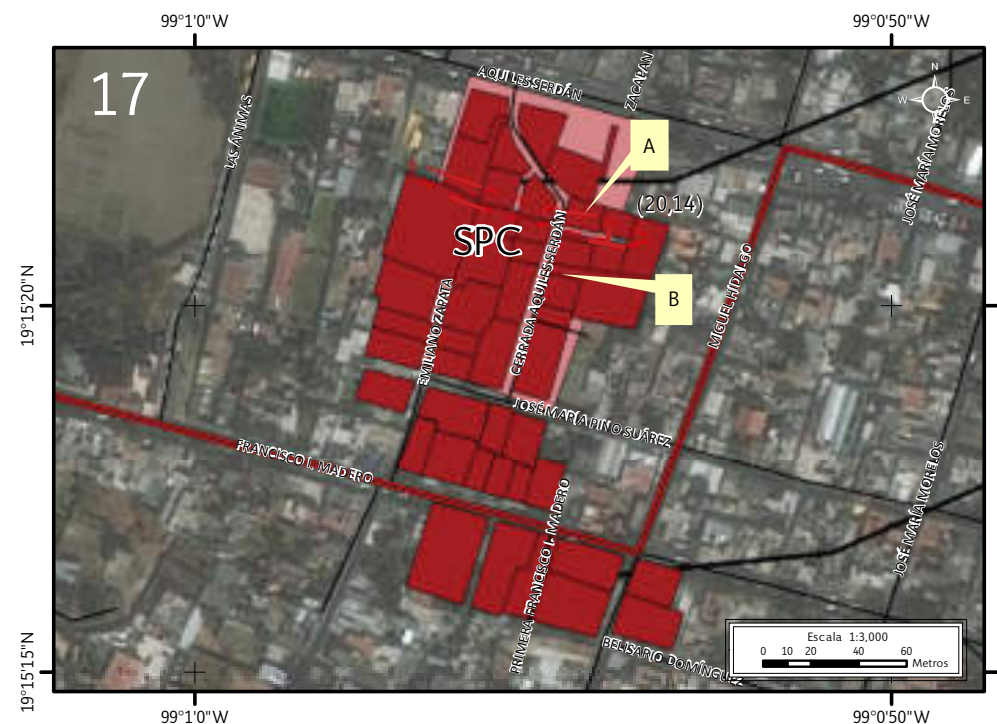 99°1'0"W
99°0'50"W
17
AQUILES SERDÁN
ZACAPAN
LAS ÁNIMAS
N
W
E
JOSÉ MARÍA MORELOS
A
(20,14)
SPC
CERRADA AQUILES SERDÁN
MIGUEL HIDALGO
B
19°15'20"N
EMILIANO ZAPATA
JOSÉ MARÍA PINO SUÁREZ
FRANCISCO I. MADERO
JOSÉ MARÍA MORELOS
PRIMERA FRANCISCO I. MADERO
BELISARIO DOMÍNGUEZ
Escala 1:3,000
0 10 20 40 60
Metros
19°15'15"N
99°1'0"W
99°0'50"W